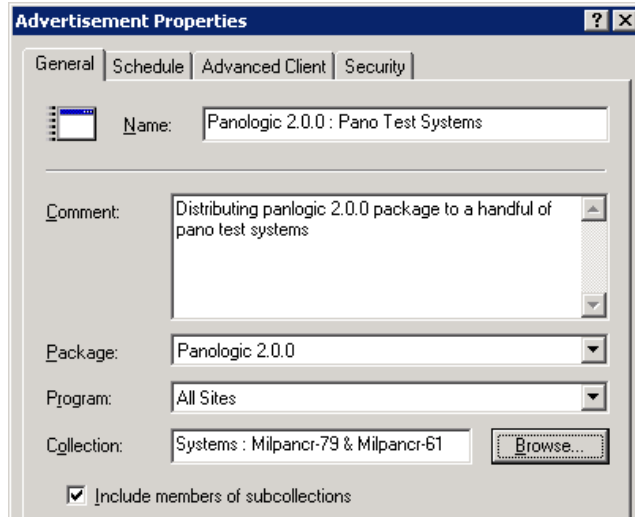 Advertisement Properties
General Schedule Advanced Client Security
Name: Panologic 2.0.0 : Pano Test Systems
Comment: Distributing panlogic 2.0.0 package to a handful of
pano test systems
Package: Panologic 2.0.0
Program: All Sites
Collection: Systems : Milpancr-79 & Milpancr-61 Browse...
Include members of subcollections